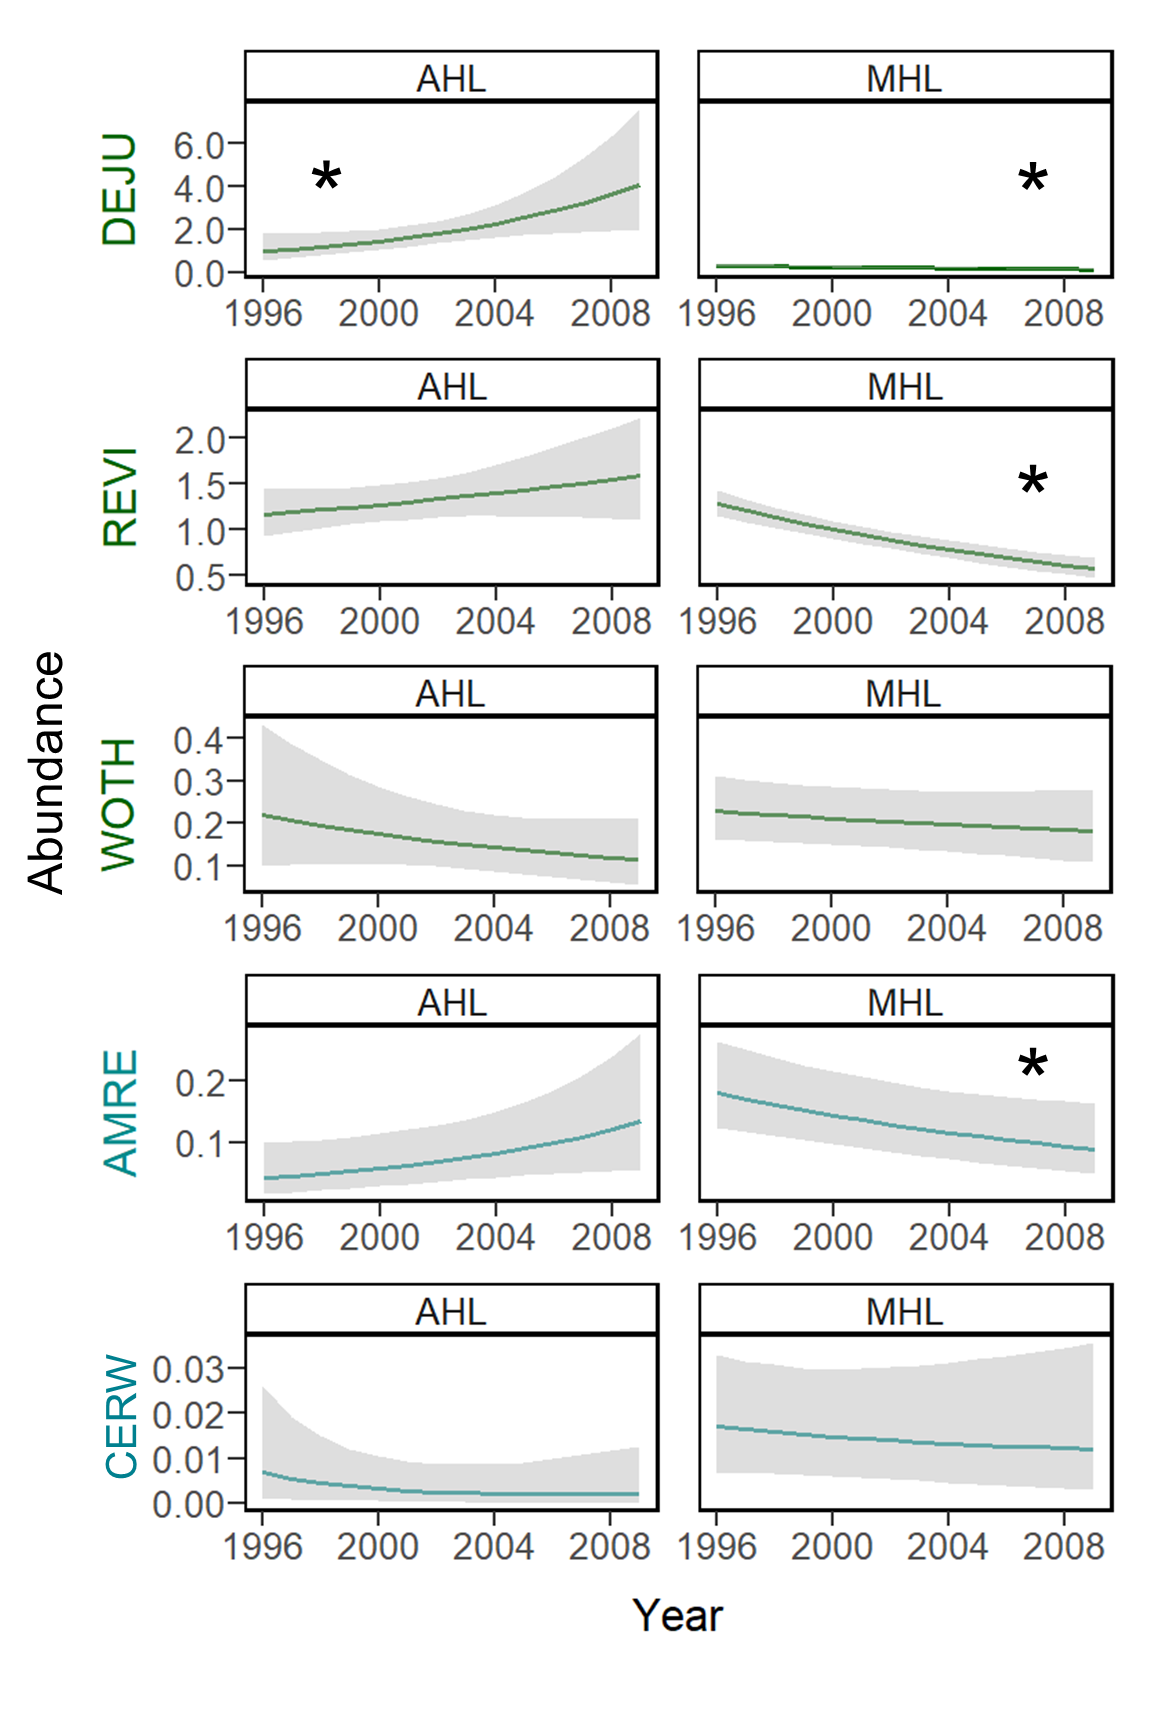 AHL MHL
DEJU
6.0
4.0
*
*
2.0
0.0
1996 2000 2004 2008 1996 2000 2004 2008
AHL MHL
REVI
2.0
1.5
*
1.0
0.5
1996 2000 2004 2008 1996 2000 2004 2008
Abundance
AHL MHL
WOTH
0.4
0.3
0.2
0.1
1996 2000 2004 2008 1996 2000 2004 2008
AHL MHL
AMRE
*
0.2
0.1
1996 2000 2004 2008 1996 2000 2004 2008
AHL MHL
CERW
0.03
0.02
0.01
0.00
1996 2000 2004 2008 1996 2000 2004 2008
Year